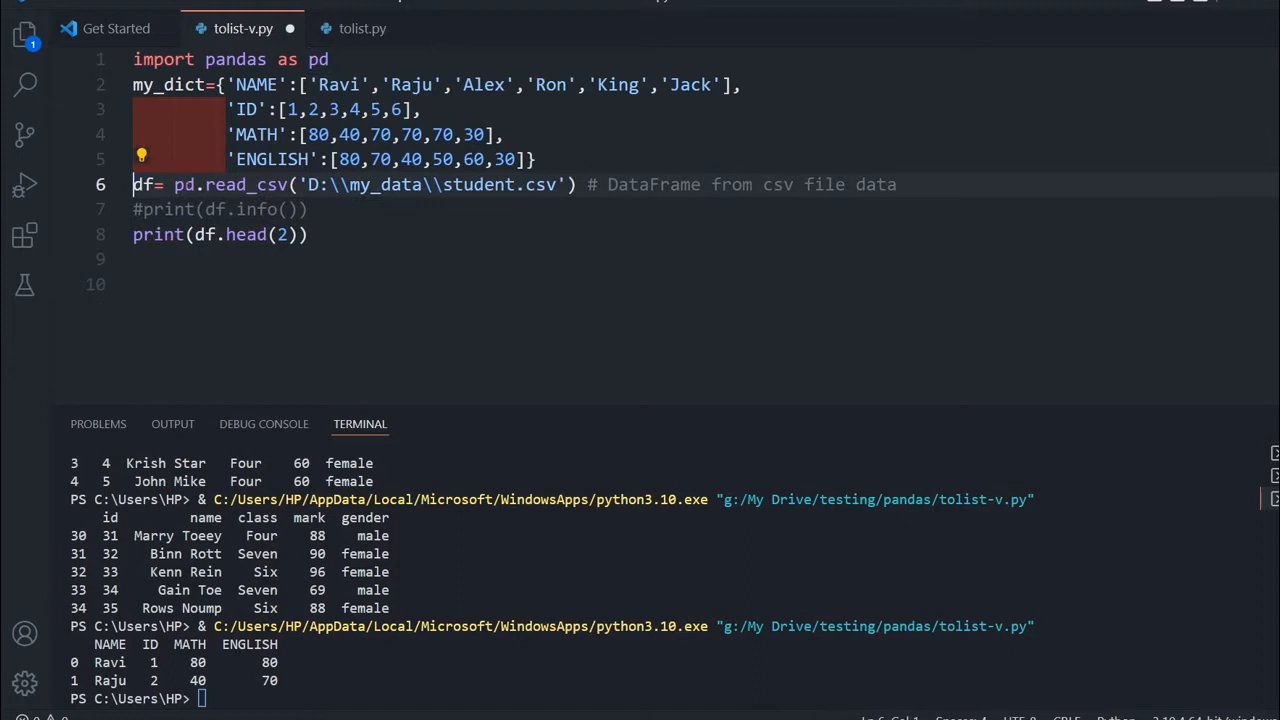 Get Started tolist-v.py tolist.py
1
1 import pandas as pd
2 my_dict={'NAME':['Ravi','Raju','Alex','Ron','King','Jack'],
3 'ID':[1,2,3,4,5,6],
4 'MATH':[80,40,70,70,70,30],
5 'ENGLISH':[80,70,40,50,60,30]}
6 df= pd.read_csv('D:\\my_data\\student.csv') # DataFrame from csv file data
7 #print(df.info())
8 print(df.head(2))
9
10
PROBLEMS OUTPUT DEBUG CONSOLE TERMINAL
3 4 Krish Star Four 60 female
4 5 John Mike Four 60 female
PS C:\Users\HP> & C:/Users/HP/AppData/Local/Microsoft/WindowsApps/python3.10.exe "g:/My Drive/testing/pandas/tolist-v.py"
id name class mark gender
30 31 Marry Toeey Four 88 male
31 32 Binn Rott Seven 90 female
32 33 Kenn Rein Six 96 female
33 34 Gain Toe Seven 69 male
34 35 Rows Noump Six 88 female
PS C:\Users\HP> & C:/Users/HP/AppData/Local/Microsoft/WindowsApps/python3.10.exe "g:/My Drive/testing/pandas/tolist-v.py"
NAME ID MATH ENGLISH
0 Ravi 1 80 80
1 Raju 2 40 70
PS C:\Users\HP>